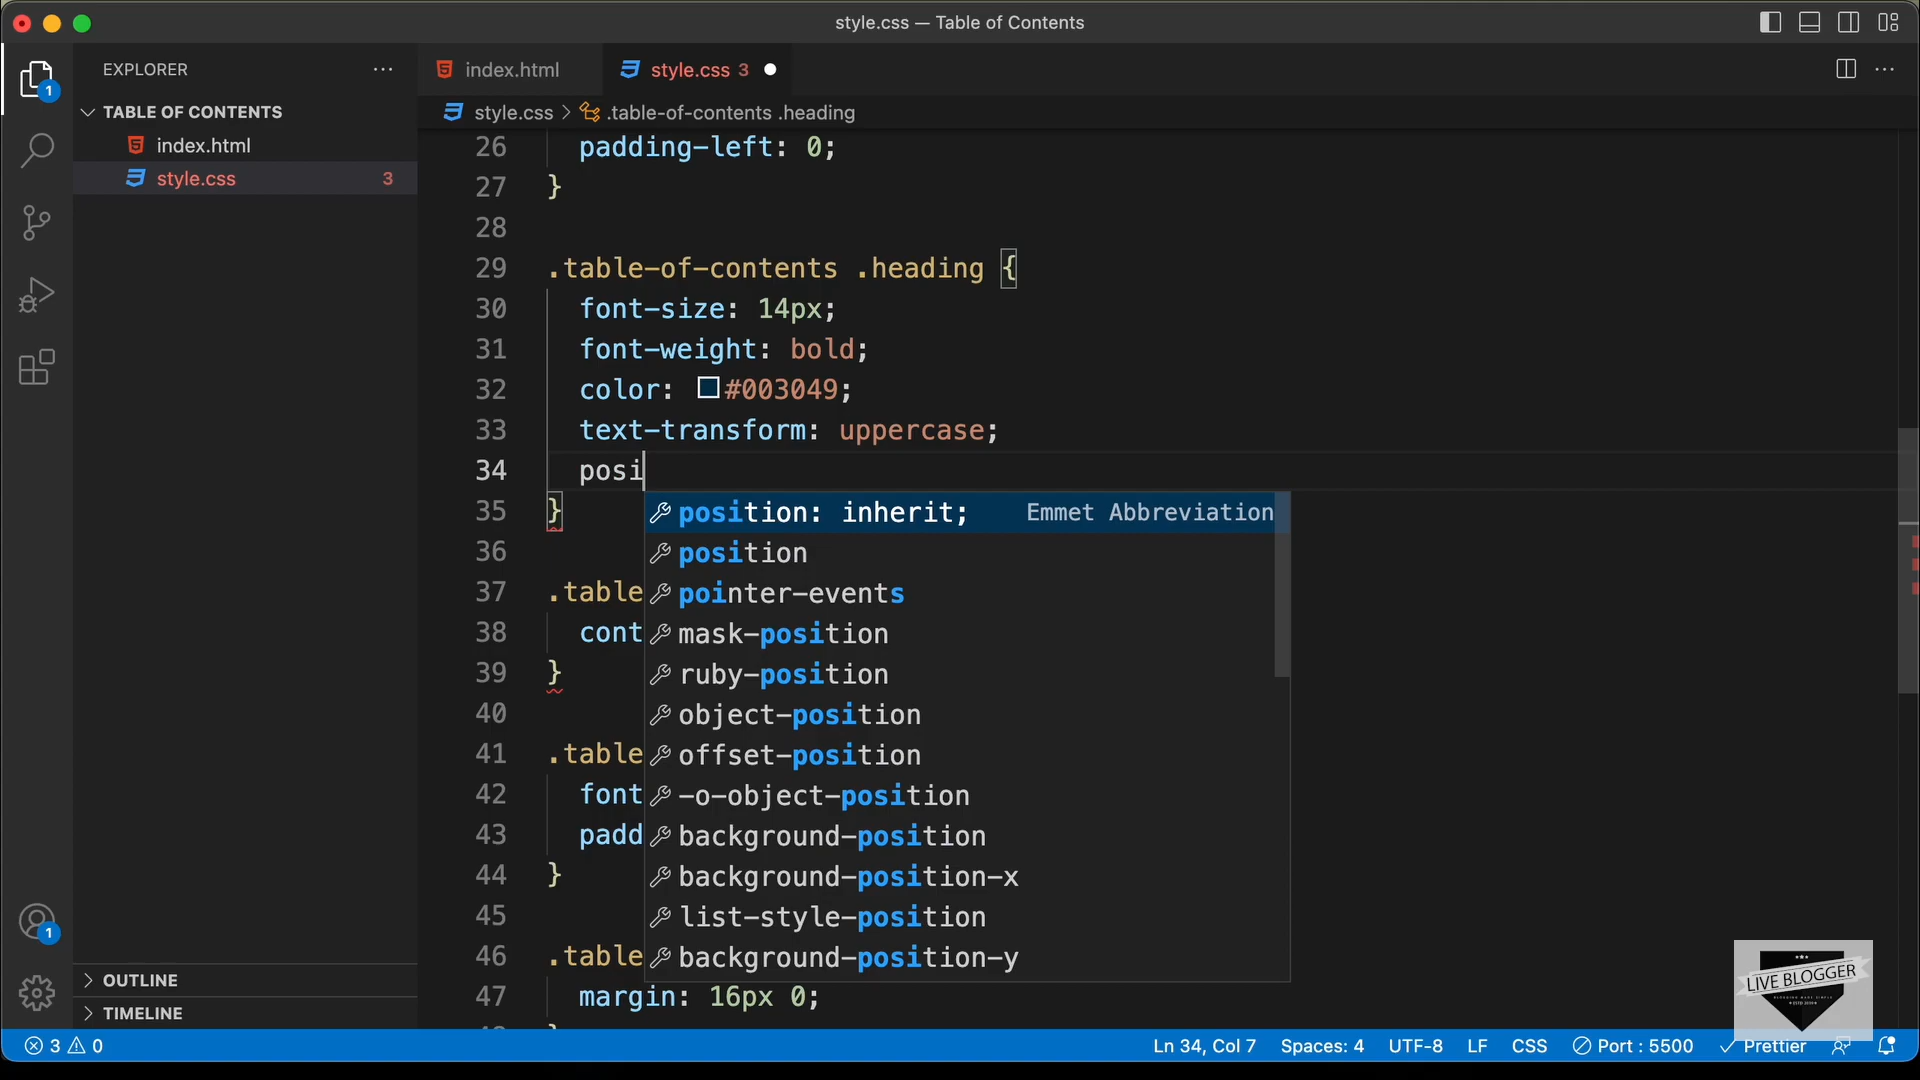 style.css — Table of Contents
EXPLORER
index.html
style.css 3
1
TABLE OF CONTENTS
style.css > .table-of-contents .heading
index.html
style.css 3
26 padding-left: 0;
27 }
28
29 .table-of-contents .heading {
30 font-size: 14px;
31 font-weight: bold;
32 color: #003049;
33 text-transform: uppercase;
34 posi
35 }
position: inherit; Emmet Abbreviation
36
position
37 .table
pointer-events
38 cont
mask-position
39 }
ruby-position
40
object-position
41 .table
offset-position
42 font
-o-object-position
43 padd
background-position
44 }
background-position-x
45
list-style-position
46 .table
background-position-y
47 margin: 16px 0;
1
OUTLINE
TIMELINE
LIVE BLOGGER
3 0
Ln 34, Col 7 Spaces: 4 UTF-8 LF CSS Port : 5500 Prettier